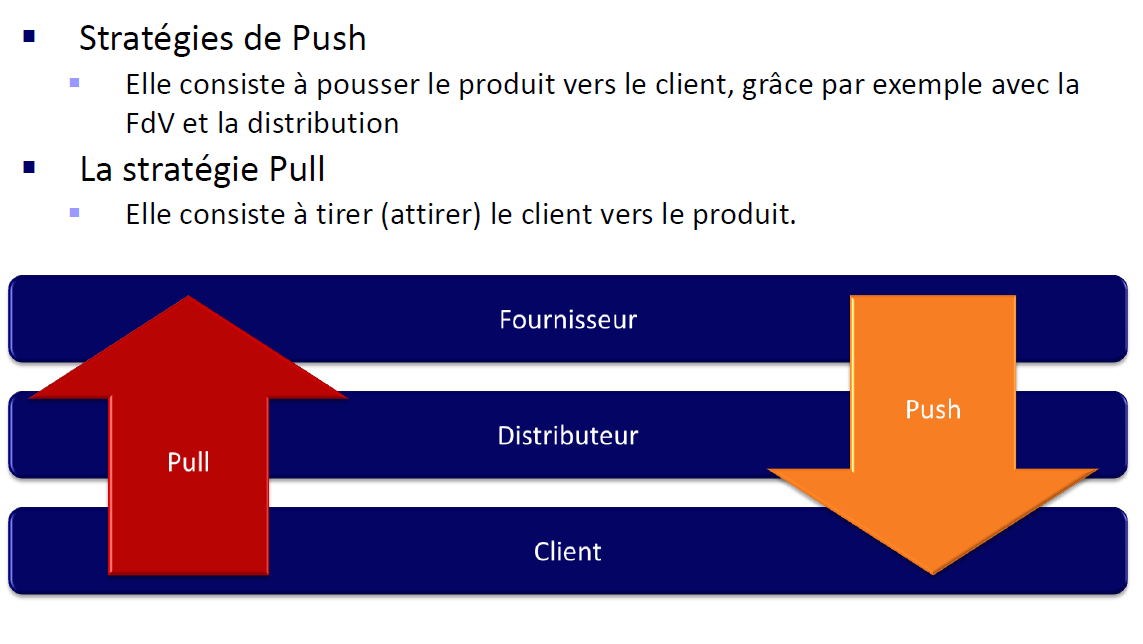 Stratégies de Push
Elle consiste à pousser le produit vers le client, grâce par exemple avec la
FdV et la distribution
La stratégie Pull
Elle consiste à tirer (attirer) le client vers le produit.
Fournisseur
Push
Distributeur
Pull
Client